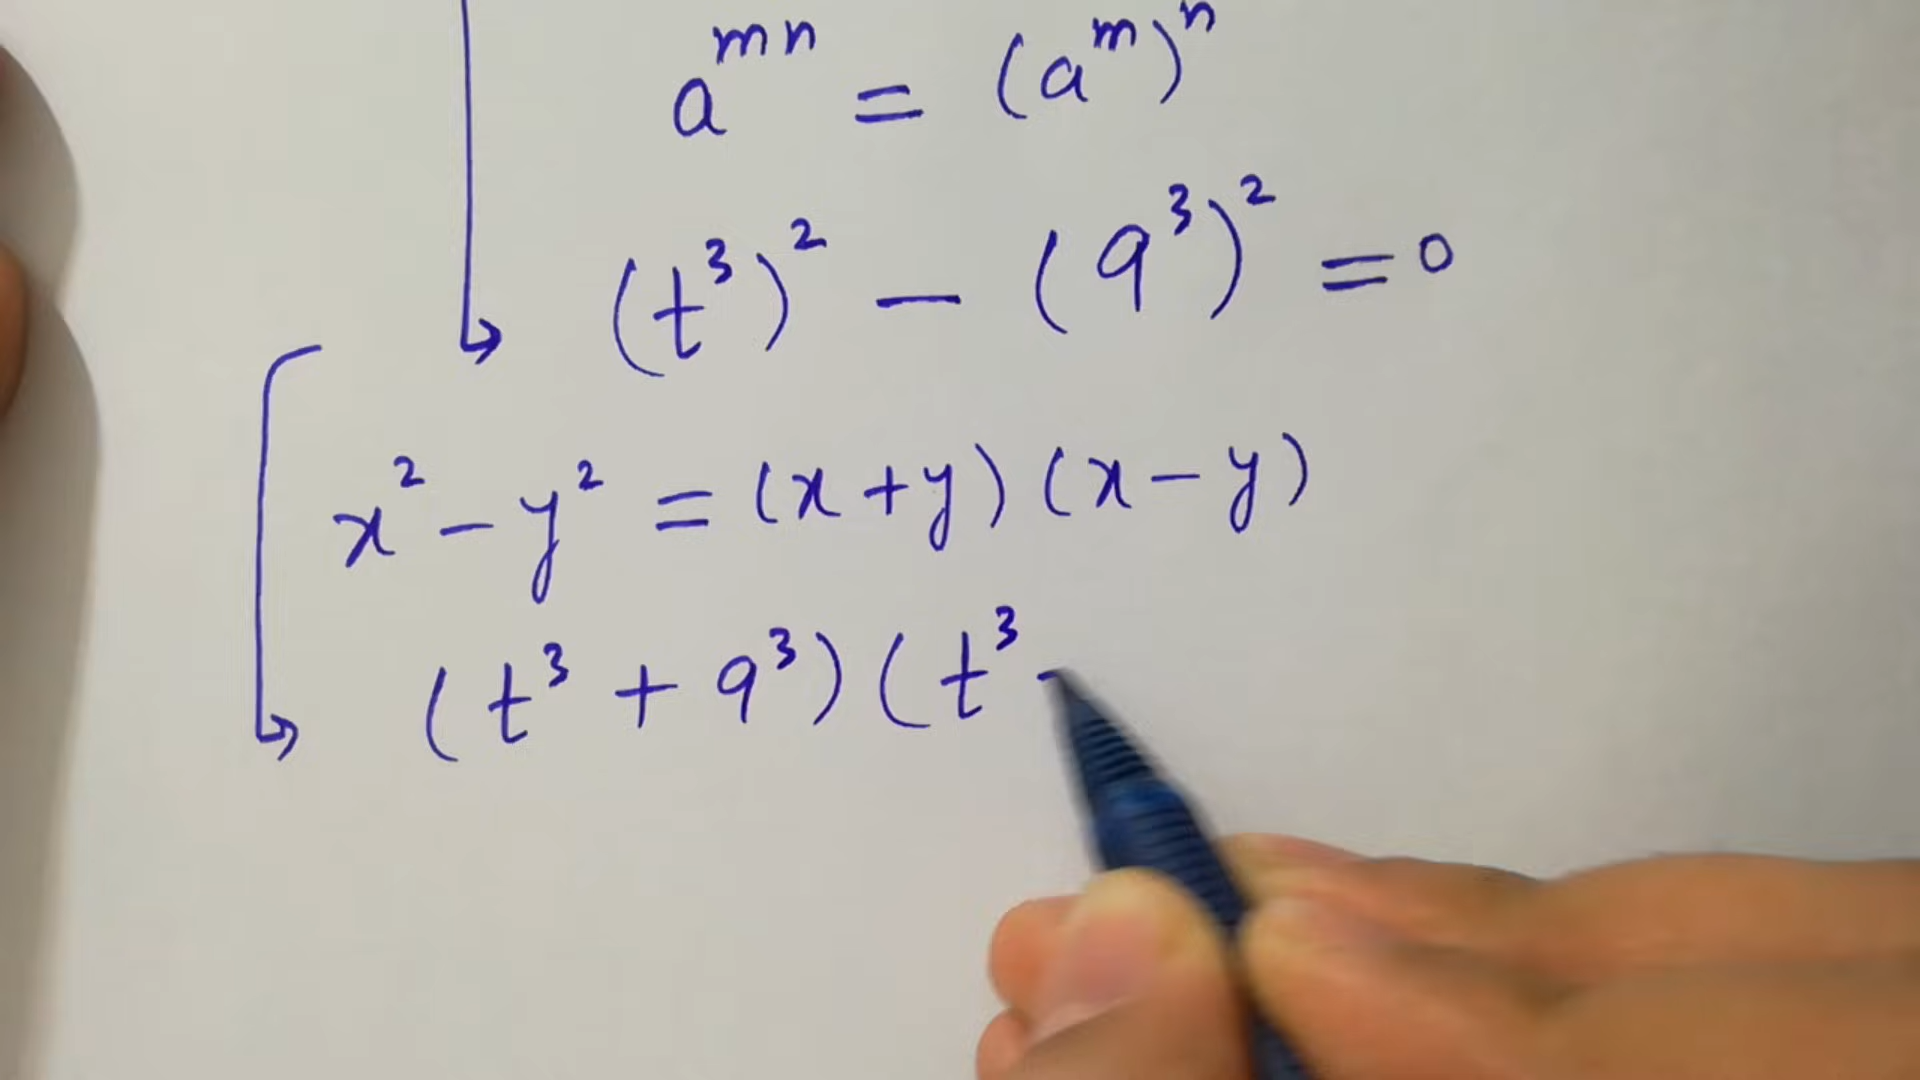 a^{mn} = (a^m)^n
(t^3)^2 - (9^3)^2 = 0
x^2 - y^2 = (x+y)(x-y)
(t^3 + 9^3)(t^3 -